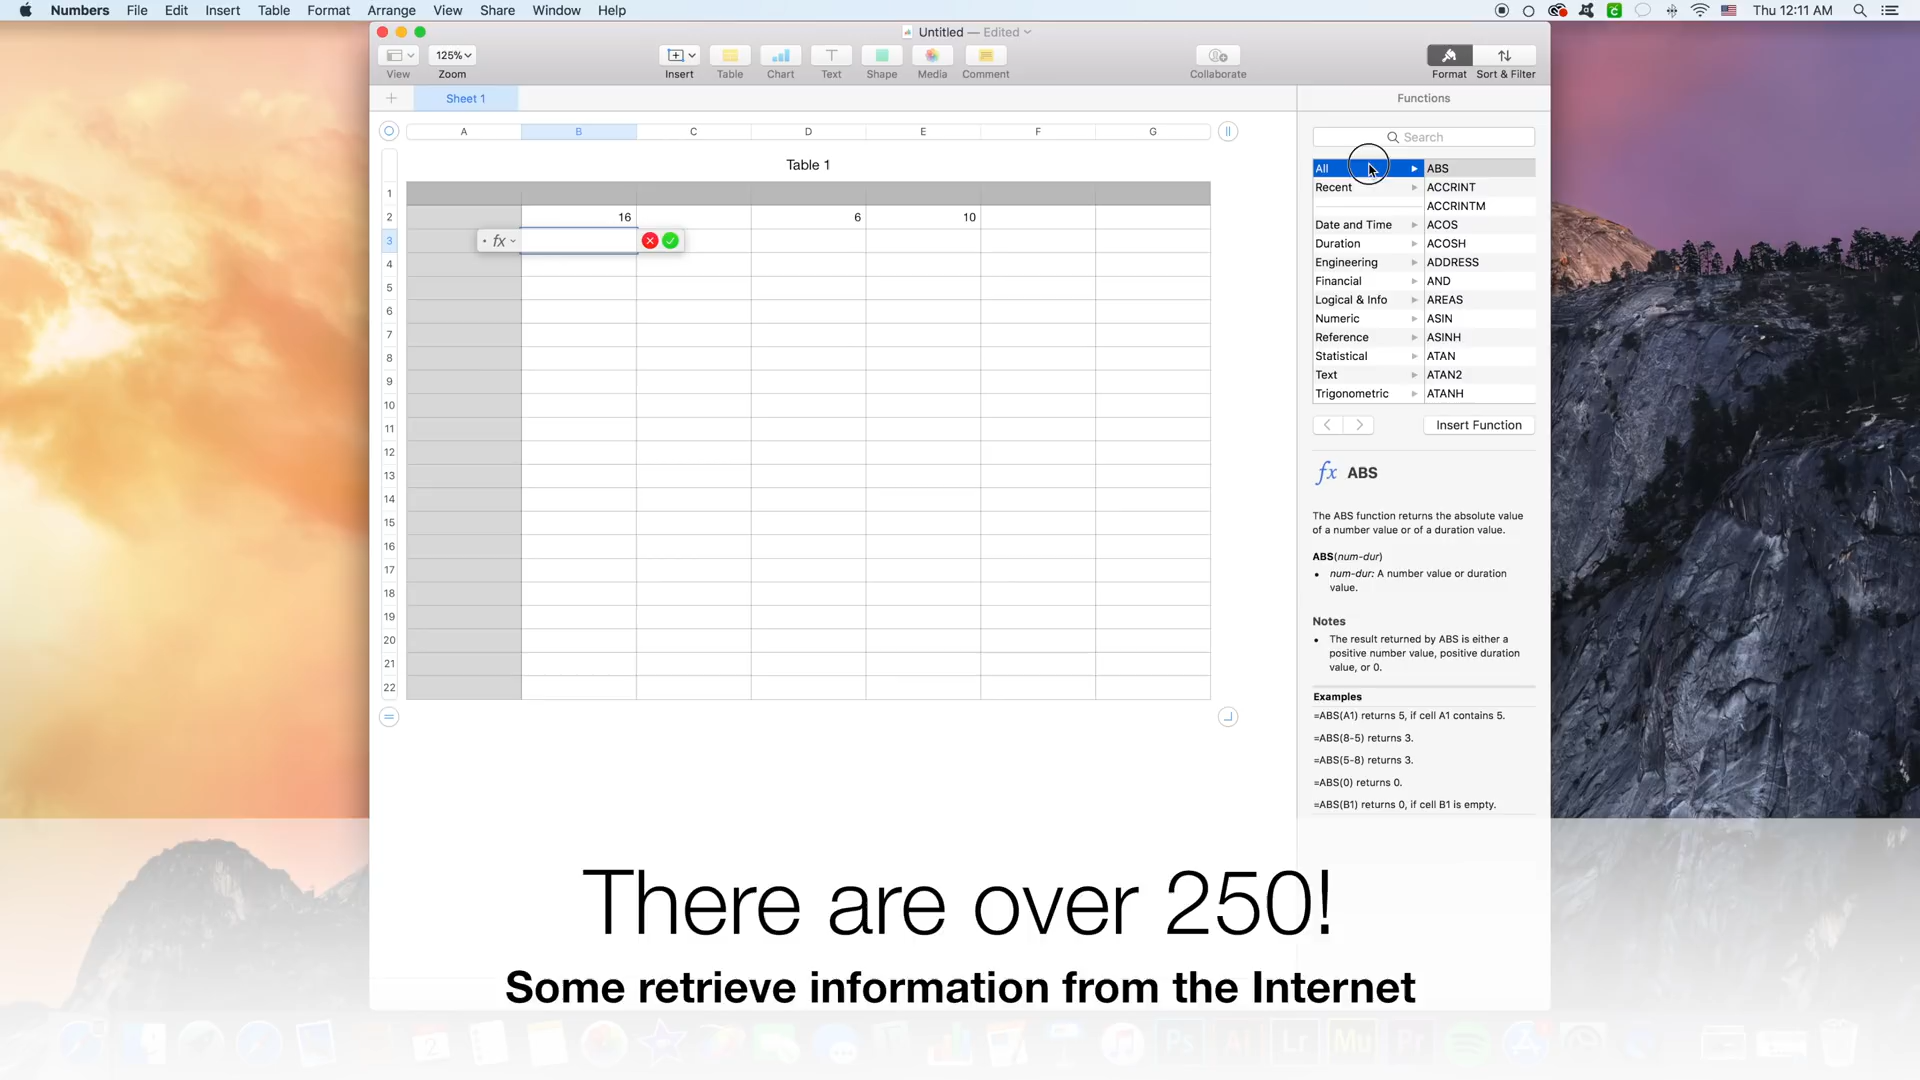 Numbers File Edit Insert Table Format Arrange View Share Window Help Thu 12:11 AM
Untitled — Edited
125%
View Zoom Insert Table Chart Text Shape Media Comment Collaborate Format Sort & Filter
Sheet 1
Functions
A B C D E F G
Search
Table 1
1
2 16 6 10
3 fx
4
5
6
7
8
9
10
11
12
13
14
15
16
17
18
19
20
21
22
All ABS
Recent ACCRINT
ACCRINTM
Date and Time ACOS
Duration ACOSH
Engineering ADDRESS
Financial AND
Logical & Info AREAS
Numeric ASIN
Reference ASINH
Statistical ATAN
Text ATAN2
Trigonometric ATANH
Insert Function
fx ABS
The ABS function returns the absolute value
of a number value or of a duration value.
ABS(num-dur)
• num-dur: A number value or duration
value.
Notes
• The result returned by ABS is either a
positive number value, positive duration
value, or 0.
Examples
=ABS(A1) returns 5, if cell A1 contains 5.
=ABS(8-5) returns 3.
=ABS(5-8) returns 3.
=ABS(0) returns 0.
=ABS(B1) returns 0, if cell B1 is empty.
There are over 250!
Some retrieve information from the Internet
2 Ps Ai Lr Mu Pr